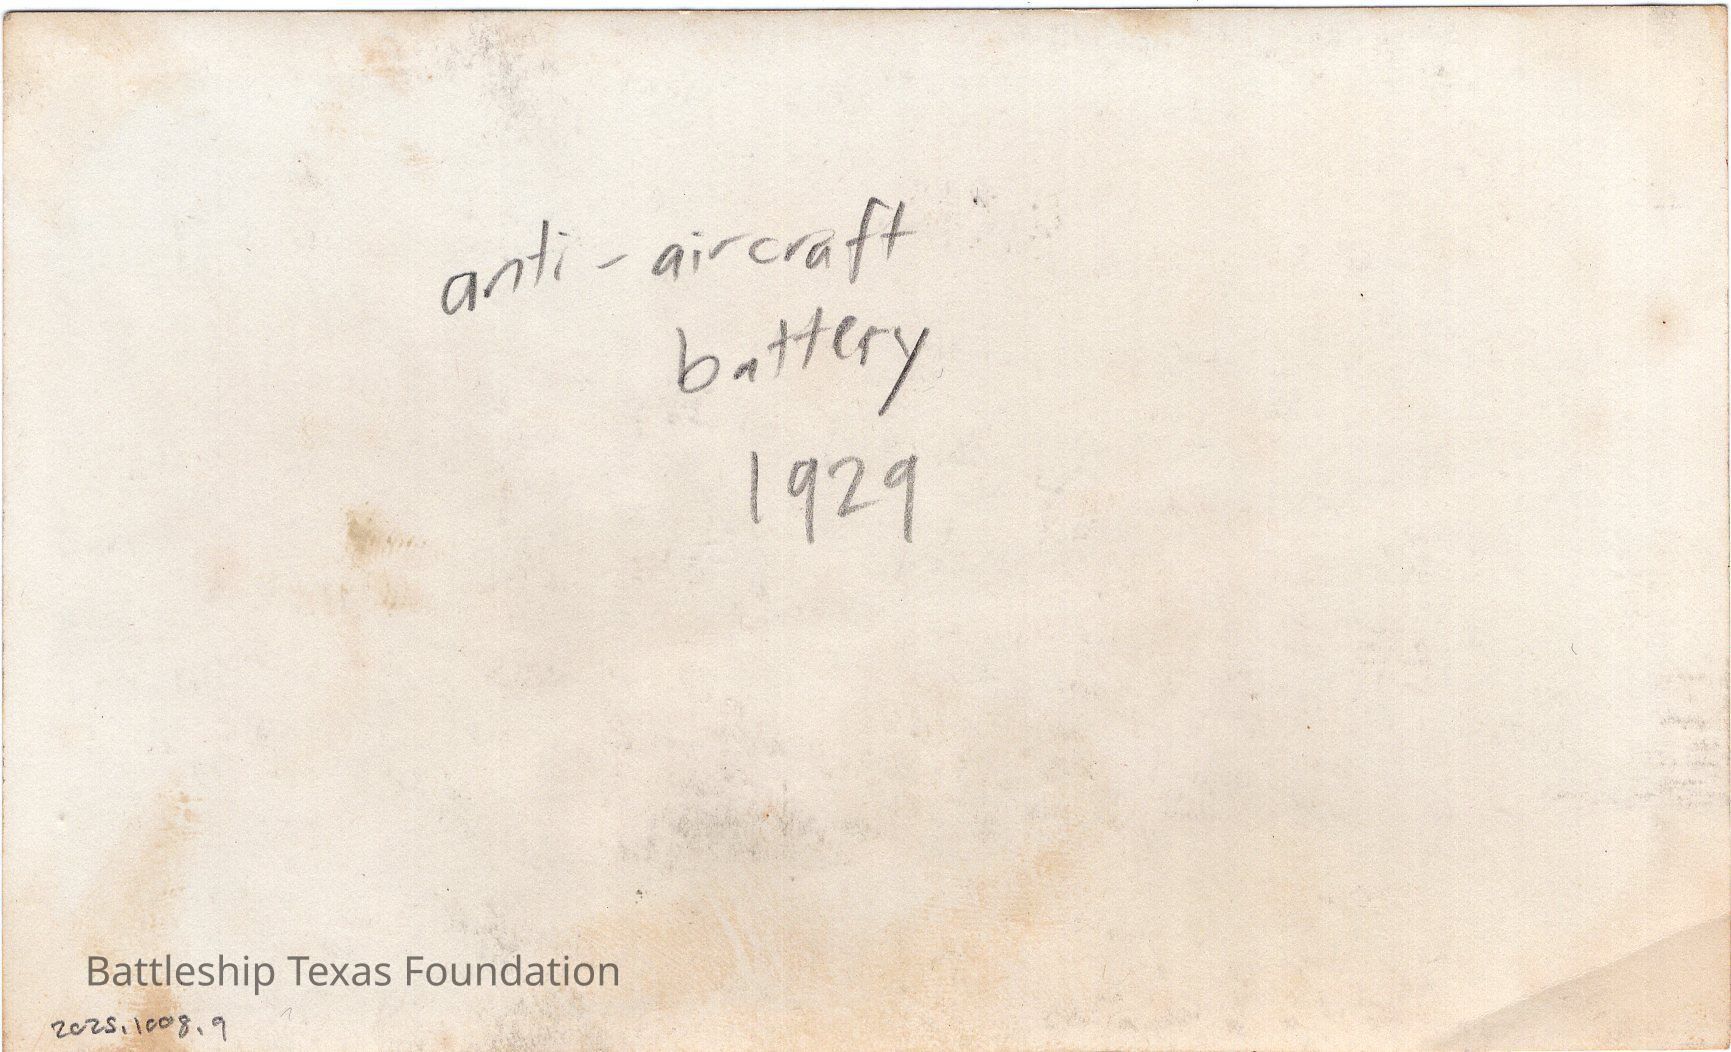 anti-aircraft
battery
1929
Battleship Texas Foundation
2025.1008.9